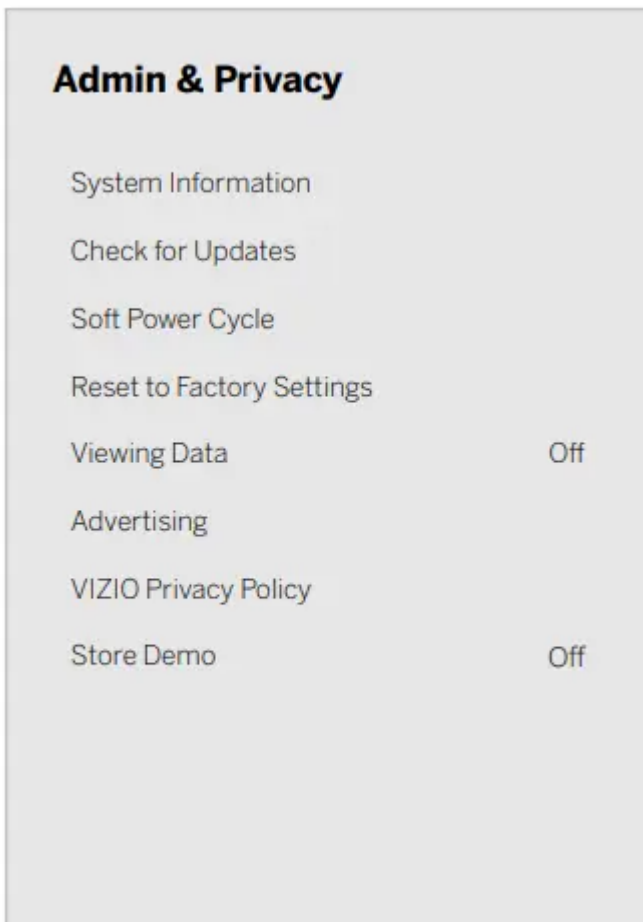 Admin & Privacy
System Information
Check for Updates
Soft Power Cycle
Reset to Factory Settings
Viewing Data Off
Advertising
VIZIO Privacy Policy
Store Demo Off